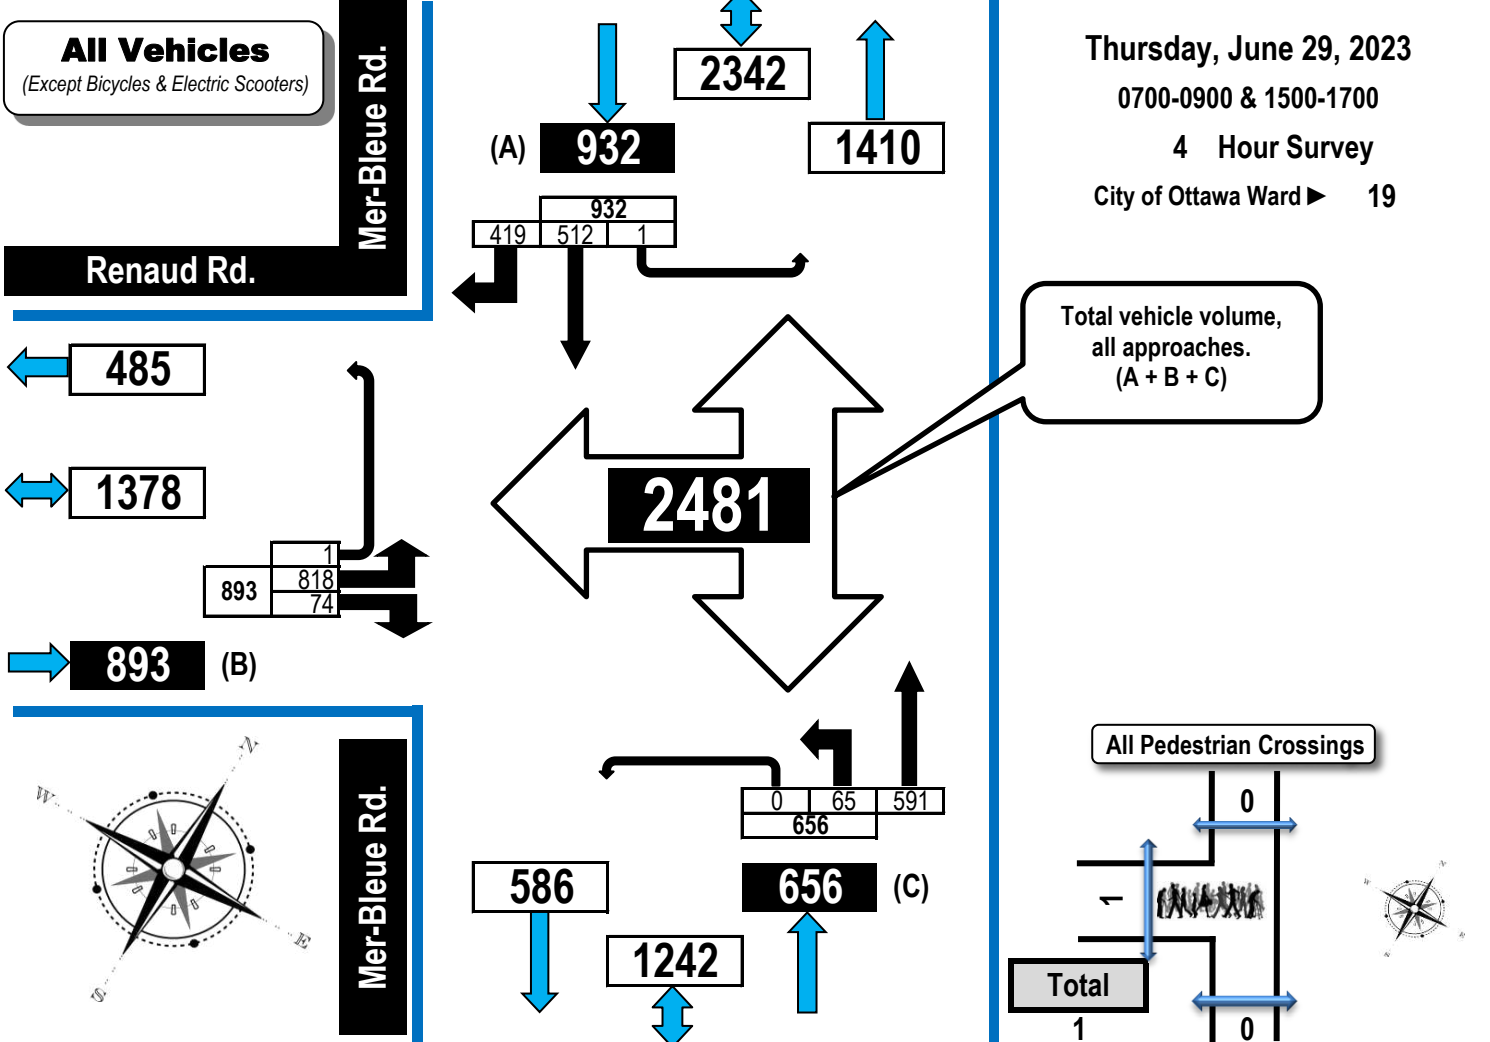 All Vehicles
(Except Bicycles & Electric Scooters)
Mer-Bleue Rd.
Renaud Rd.
2342
(A) 932
1410
932
419 512 1
Thursday, June 29, 2023
0700-0900 & 1500-1700
4 Hour Survey
City of Ottawa Ward ► 19
Total vehicle volume,
all approaches.
(A + B + C)
485
1378
2481
1
893 818
74
893 (B)
N
W
E
S
Mer-Bleue Rd.
0 65 591
656
586
656 (C)
1242
All Pedestrian Crossings
0
1
Total
1
0
N
W
E
S